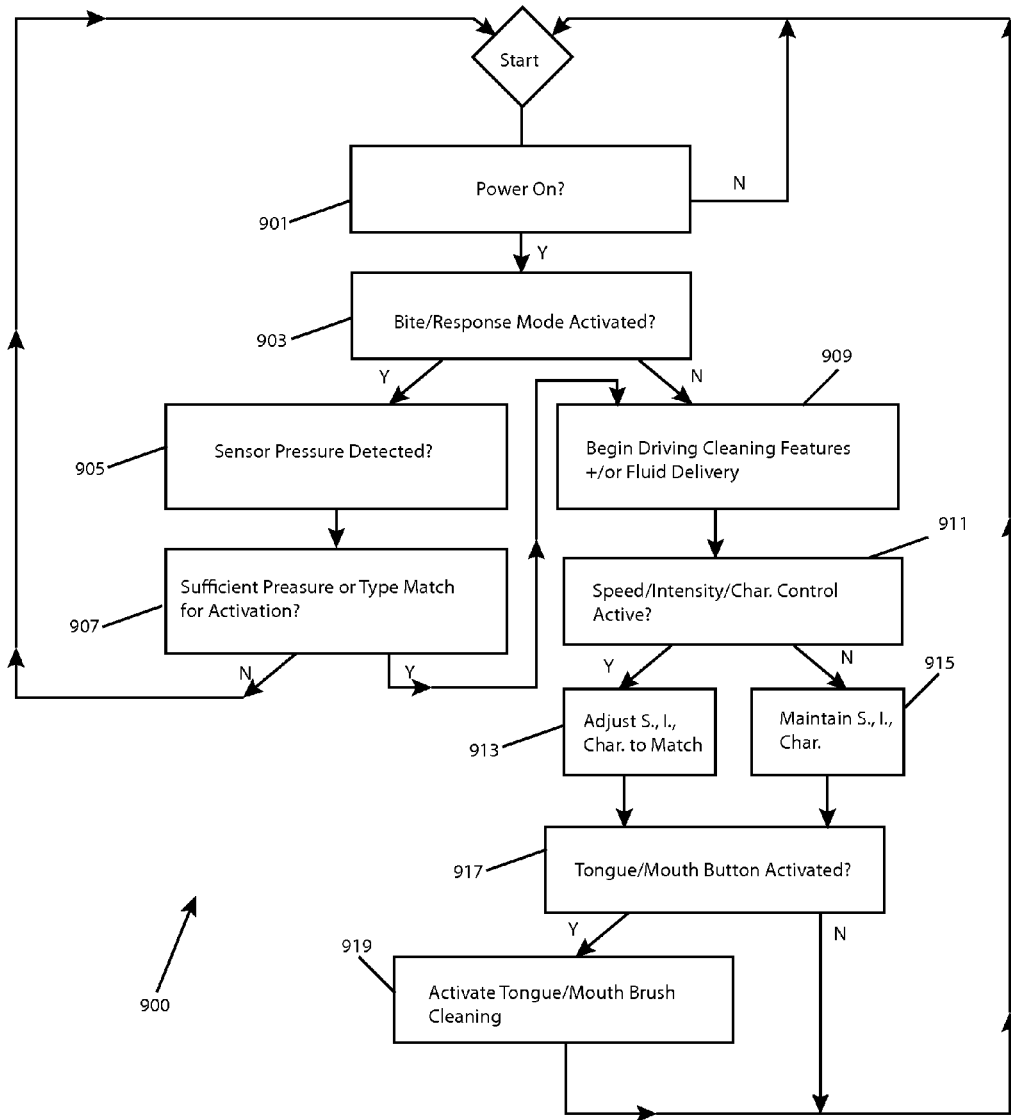 Start
Power On?
N
901
Y
Bite/Response Mode Activated?
903
909
Y
N
Sensor Pressure Detected?
905
Begin Driving Cleaning Features
+/or Fluid Delivery
911
Sufficient Preasure or Type Match
for Activation?
907
Speed/Intensity/Char. Control
Active?
N
Y
Y
N
915
Adjust S., I.,
Char. to Match
913
Maintain S., I.,
Char.
917
Tongue/Mouth Button Activated?
Y
N
919
Activate Tongue/Mouth Brush
Cleaning
900